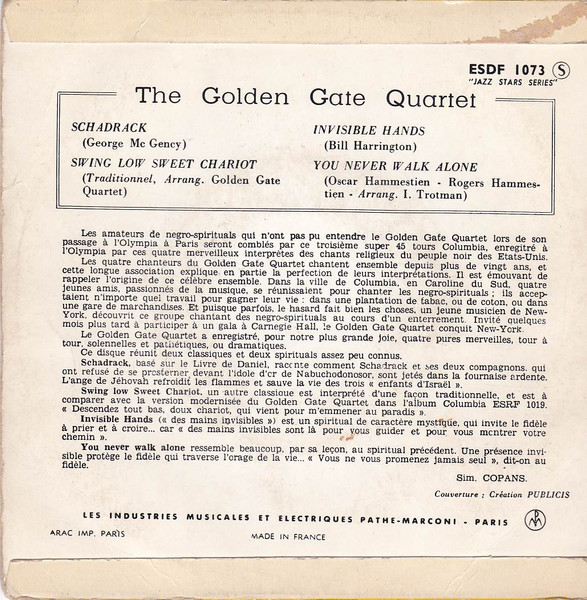 ESDF 1073 Ⓢ
"JAZZ STARS SERIES"
The Golden Gate Quartet
SCHADRACK
(George Mc Gency)
SWING LOW SWEET CHARIOT
(Traditionnel, Arrang. Golden Gate
Quartet)
INVISIBLE HANDS
(Bill Harrington)
YOU NEVER WALK ALONE
(Oscar Hammestien - Rogers Hammes-
tien - Arrang. I. Trotman)
Les amateurs de negro-spirituals qui n'ont pas pu entendre le Golden Gate Quartet lors de son
passage à l'Olympia à Paris seront comblés par ce troisième super 45 tours Columbia, enregitré à
l'Olympia par ces quatre merveilleux interprètes des chants religieux du peuple noir des Etats-Unis.
Les quatre chanteurs du Golden Gate Quartet chantent ensemble depuis plus de vingt ans, et
cette longue association explique en partie la perfection de leurs interprétations. Il est émouvant de
rappeler l'origine de ce célèbre ensemble. Dans la ville de Columbia, en Caroline du Sud, quatre
jeunes amis, passionnés de la musique, se réunissaient pour chanter les negro-spirituals ; ils accep-
taient n'importe quel travail pour gagner leur vie : dans une plantation de tabac, ou de coton, ou dans
une gare de marchandises. Et puisque parfois, le hasard fait bien les choses, un jeune musicien de New-
York, découvrit ce groupe chantant des negro-spirituals au cours d'un enterrement. Invité quelques
mois plus tard à participer à un gala à Carnegie Hall, le Golden Gate Quartet conquit New-York.
Le Golden Gate Quartet a enregistré, pour notre plus grande joie, quatre pures merveilles, tour à
tour, solennelles et pathétiques, ou dramatiques.
Ce disque réunit deux classiques et deux spirituals assez peu connus.
Schadrack, basé sur le Livre de Daniel, raconte comment Schadrack et ses deux compagnons, qui
ont refusé de se prosterner devant l'idole d'or de Nabuchodonosor, sont jetés dans la fournaise ardente.
L'ange de Jéhovah refroidit les flammes et sauve la vie des trois « enfants d'Israël ».
Swing low Sweet Chariot, un autre classique est interprété d'une façon traditionnelle, et est à
comparer avec la version modernisée du Golden Gate Quartet dans l'album Columbia ESRF 1019.
« Descendez tout bas, doux chariot, qui vient pour m'emmener au paradis ».
Invisible Hands (« des mains invisibles ») est un spiritual de caractère mystique, qui invite le fidèle
à prier et à croire... car « des mains invisibles sont là pour vous guider et pour vous montrer votre
chemin ».
You never walk alone ressemble beaucoup, par sa leçon, au spiritual précédent. Une présence invi-
sible protège le fidèle qui traverse l'orage de la vie... « Vous ne vous promenez jamais seul », dit-on au
fidèle.
Sim. COPANS.
Couverture : Création PUBLICIS
LES INDUSTRIES MUSICALES ET ELECTRIQUES PATHE-MARCONI - PARIS
ARAC IMP. PARIS
MADE IN FRANCE